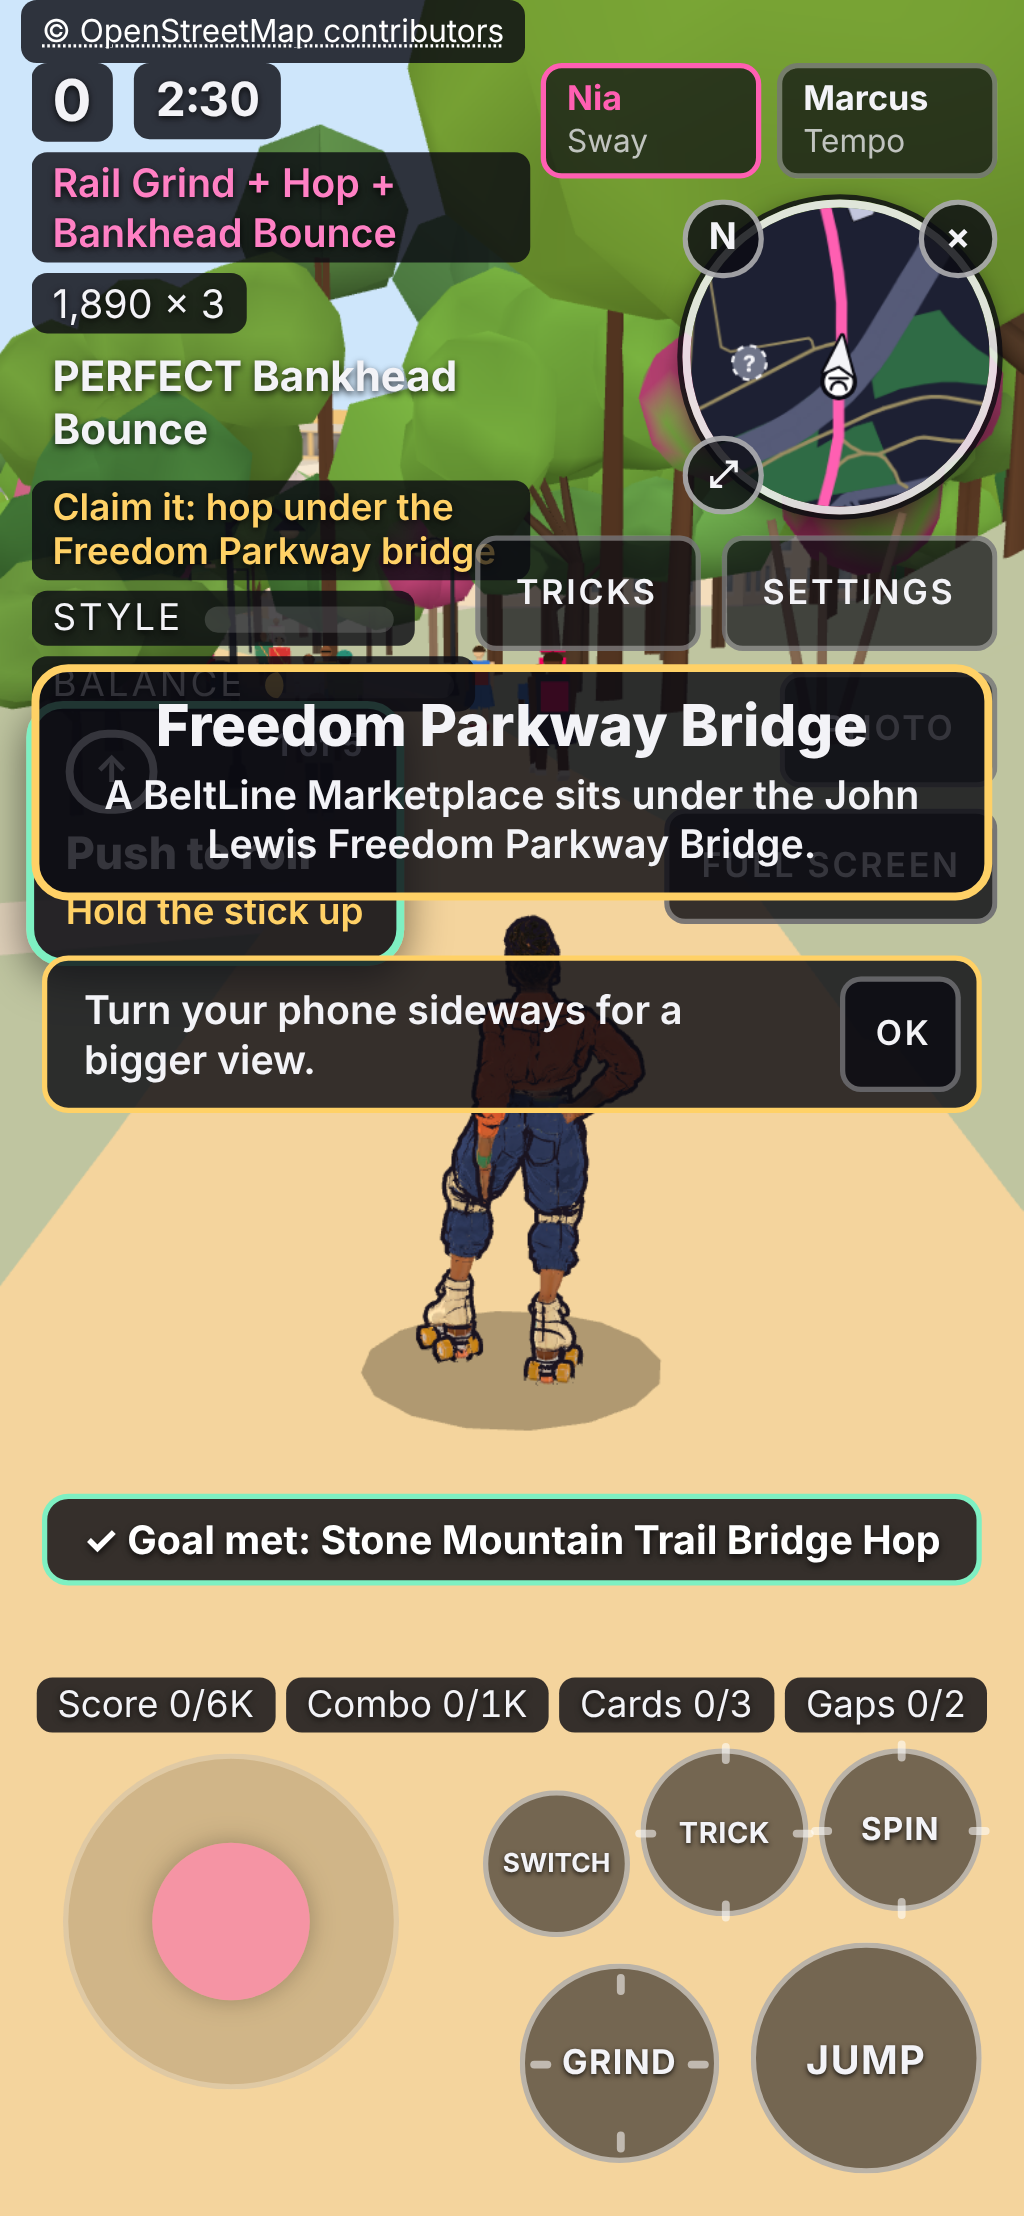 © OpenStreetMap contributors
0
2:30
Nia
Sway
Marcus
Tempo
Rail Grind + Hop +
Bankhead Bounce
1,890 × 3
PERFECT Bankhead
Bounce
N
×
?
Claim it: hop under the
Freedom Parkway bridge
TRICKS
SETTINGS
STYLE
BALANCE
Freedom Parkway Bridge
A BeltLine Marketplace sits under the John
Lewis Freedom Parkway Bridge.
Push to roll
FULL SCREEN
Hold the stick up
Turn your phone sideways for a
bigger view.
OK
✓ Goal met: Stone Mountain Trail Bridge Hop
Score 0/6K
Combo 0/1K
Cards 0/3
Gaps 0/2
SWITCH
TRICK
SPIN
GRIND
JUMP